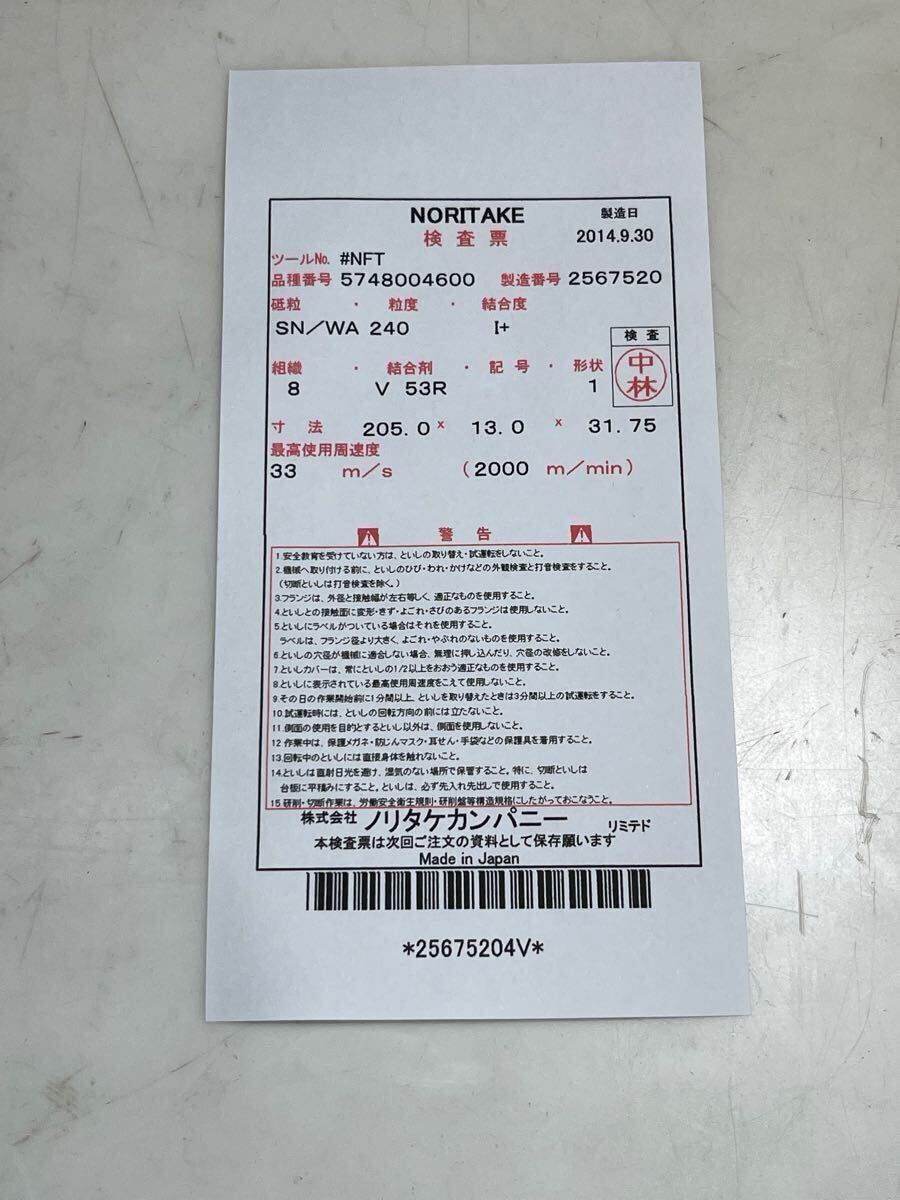 NORITAKE 製造日
検査票 2014.9.30
ツールNo. #NFT
品種番号 5748004600 製造番号 2567520
砥粒 ・ 粒度 ・ 結合度
SN/WA 240 I+
検査
中林
組織 ・ 結合剤 ・ 記号 ・ 形状
8 V 53R 1
寸法 205.0 x 13.0 x 31.75
最高使用周速度
33 m/s (2000 m/min)
警告
1.安全教育を受けていない方は、といしの取り替え・試運転をしないこと。
2.機械へ取り付ける前に、といしのひび・われ・かけなどの外観検査と打音検査をすること。
(切断といしは打音検査を除く。)
3.フランジは、外径と接触幅が左右等しく、適正なものを使用すること。
4.といしとの接触面に変形・きず・よごれ・さびのあるフランジは使用しないこと。
5.といしにラベルがついている場合はそれを使用すること。
ラベルは、フランジ径より大きく、よごれ・やぶれのないものを使用すること。
6.といしの穴径が機械に適合しない場合、無理に押し込んだり、穴径の改修をしないこと。
7.といしカバーは、常にといしの1/2以上をおおう適正なものを使用すること。
8.といしに表示されている最高使用周速度をこえて使用しないこと。
9.その日の作業開始前に1分間以上、といしを取り替えたときは3分間以上の試運転をすること。
10.試運転時には、といしの回転方向の前には立たないこと。
11.側面の使用を目的とするといし以外は、側面を使用しないこと。
12 作業中は、保護メガネ・防じんマスク・耳せん・手袋などの保護具を着用すること。
13.回転中のといしには直接身体を触れないこと。
14.といしは直射日光を避け、湿気のない場所で保管すること。特に、切断といしは
台板に平積みにすること。といしは、必ず先入れ先出しで使用すること。
15 研削・切断作業は、労働安全衛生規則・研削盤等構造規格にしたがっておこなうこと。
株式会社 ノリタケカンパニー リミテド
本検査票は次回ご注文の資料として保存願います
Made in Japan
*25675204V*